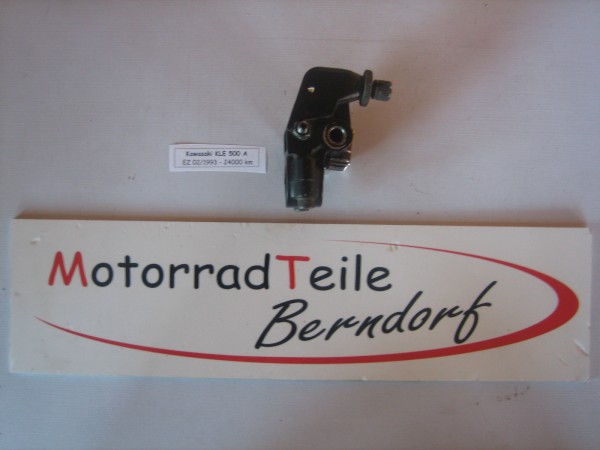 Kawasaki KLE 500 A
EZ 02/1993 - 24000 km
MotorradTeile
Berndorf